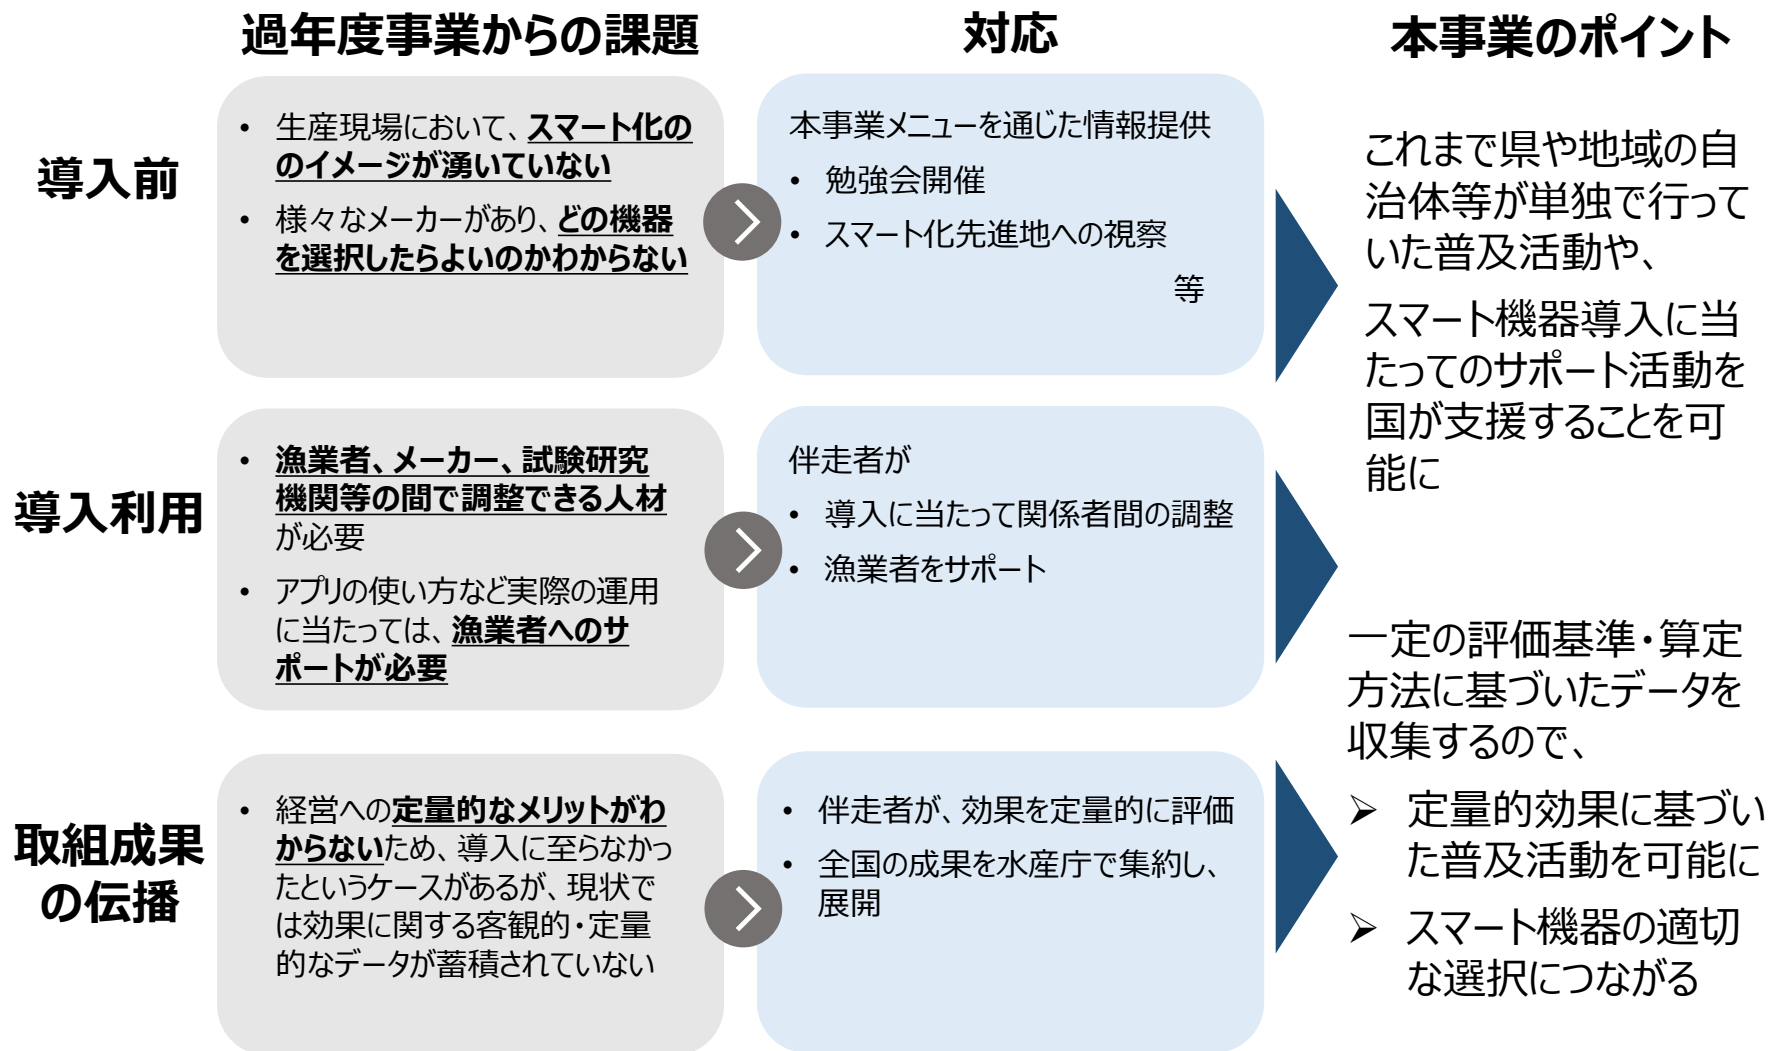 過年度事業からの課題
対応
本事業のポイント
導入前
• 生産現場において、スマート化の
のイメージが湧いていない
• 様々なメーカーがあり、どの機器
を選択したらよいのかわからない
本事業メニューを通じた情報提供
• 勉強会開催
• スマート化先進地への視察
等
これまで県や地域の自
治体等が単独で行って
いた普及活動や、
スマート機器導入に当
たってのサポート活動を
国が支援することを可
能に
導入利用
• 漁業者、メーカー、試験研究
機関等の間で調整できる人材
が必要
• アプリの使い方など実際の運用
に当たっては、漁業者へのサ
ポートが必要
伴走者が
• 導入に当たって関係者間の調整
• 漁業者をサポート
一定の評価基準・算定
方法に基づいたデータを
収集するので、
➢ 定量的効果に基づい
た普及活動を可能に
➢ スマート機器の適切
な選択につながる
取組成果
の伝播
• 経営への定量的なメリットがわ
からないため、導入に至らなかっ
たというケースがあるが、現状で
は効果に関する客観的・定量
的なデータが蓄積されていない
• 伴走者が、効果を定量的に評価
• 全国の成果を水産庁で集約し、
展開